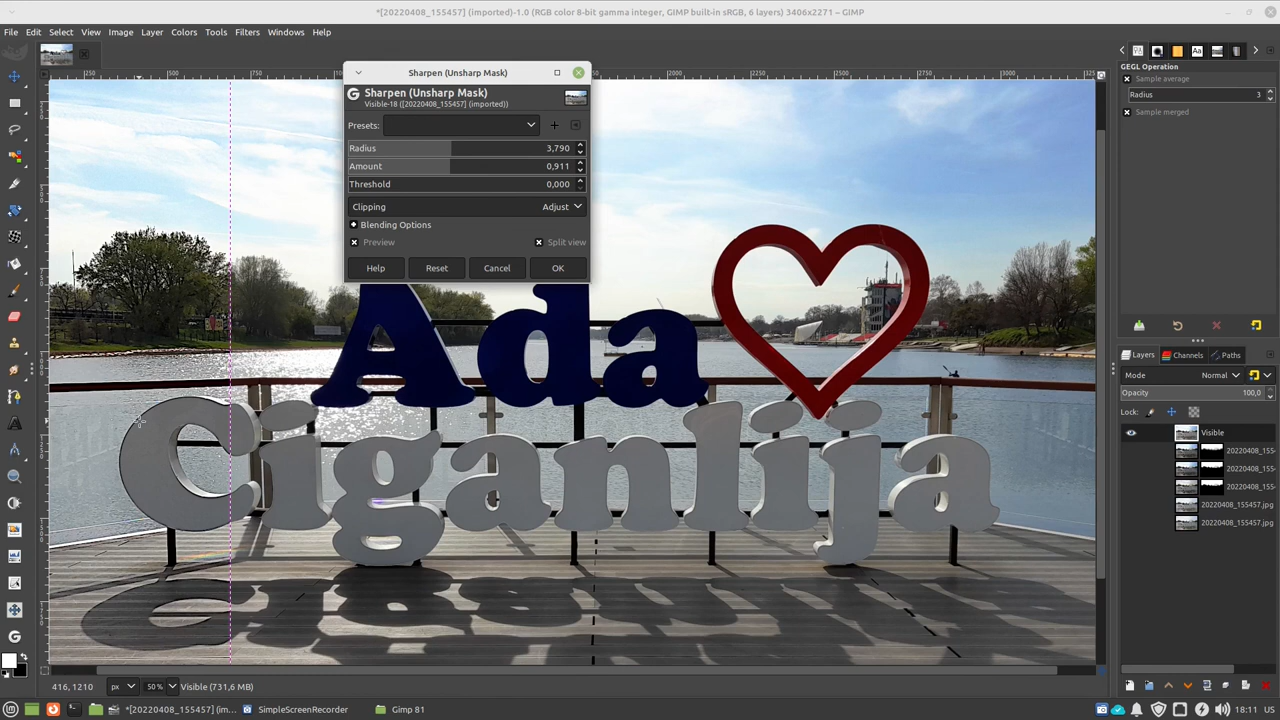 *[20220408_155457] (imported)-1.0 (RGB color 8-bit gamma integer, GIMP built-in sRGB, 6 layers) 3406x2271 – GIMP
File Edit Select View Image Layer Colors Tools Filters Windows Help
GEGL Operation
Sample average
Radius 3
Sample merged
Sharpen (Unsharp Mask)
Sharpen (Unsharp Mask)
Visible-18 ([20220408_155457] (imported))
Presets:
Radius 3,790
Amount 0,911
Threshold 0,000
Clipping Adjust
Blending Options
Preview Split view
Help Reset Cancel OK
Ada
Ciganlija
Layers Channels Paths
Mode Normal
Opacity 100,0
Lock:
Visible
20220408_155-
20220408_155-
20220408_155-
20220408_155457.jpg
20220408_155457.jpg
416, 1210 px 50 % Visible (731,6 MB)
*[20220408_155457] (im... SimpleScreenRecorder Gimp 81 18:11 US